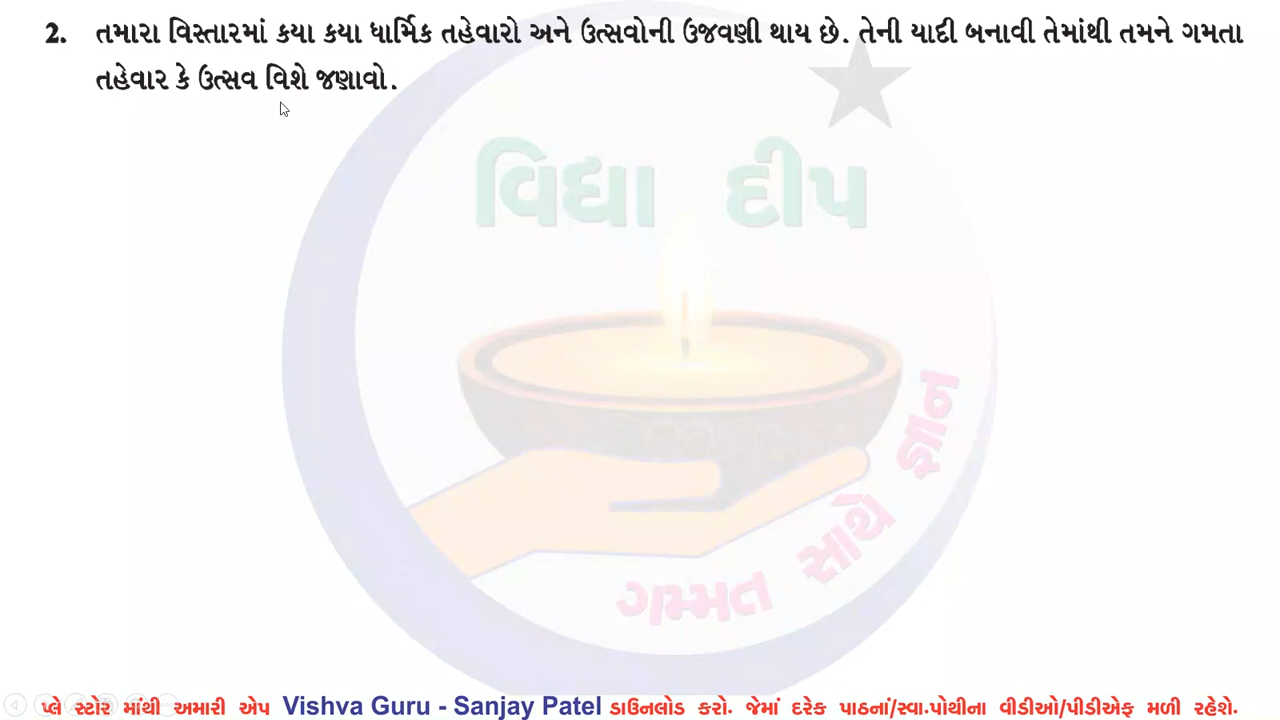 2. તમારા વિસ્તારમાં કયા કયા ધાર્મિક તહેવારો અને ઉત્સવોની ઉજવણી થાય છે. તેની યાદી બનાવી તેમાંથી તમને ગમતા
તહેવાર કે ઉત્સવ વિશે જણાવો.
વિદ્યા દીપ
ગમ્મત સાથે જ્ઞાન
પ્લે સ્ટોર માંથી અમારી એપ Vishva Guru - Sanjay Patel ડાઉનલોડ કરો. જેમાં દરેક પાઠનાં/સ્વા.પોથીના વીડીઓ/પીડીએફ મળી રહેશે.